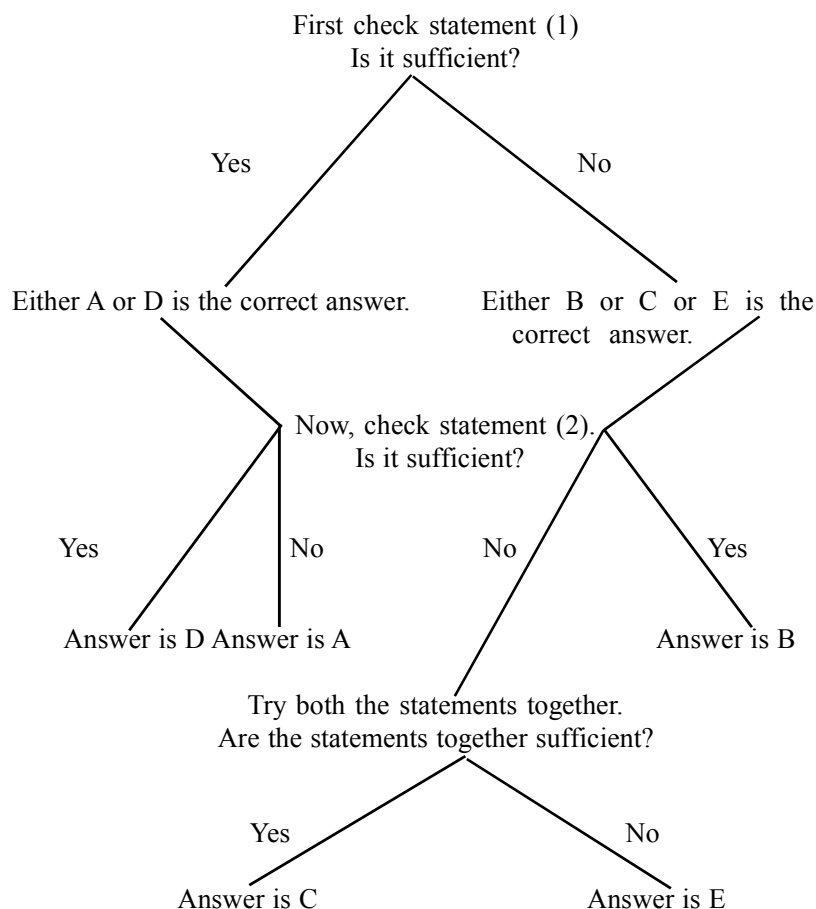 First check statement (1)
Is it sufficient?
Yes
No
Either A or D is the correct answer.
Either B or C or E is the
correct answer.
Now, check statement (2).
Is it sufficient?
Yes
No
No
Yes
Answer is D
Answer is A
Answer is B
Try both the statements together.
Are the statements together sufficient?
Yes
No
Answer is C
Answer is E